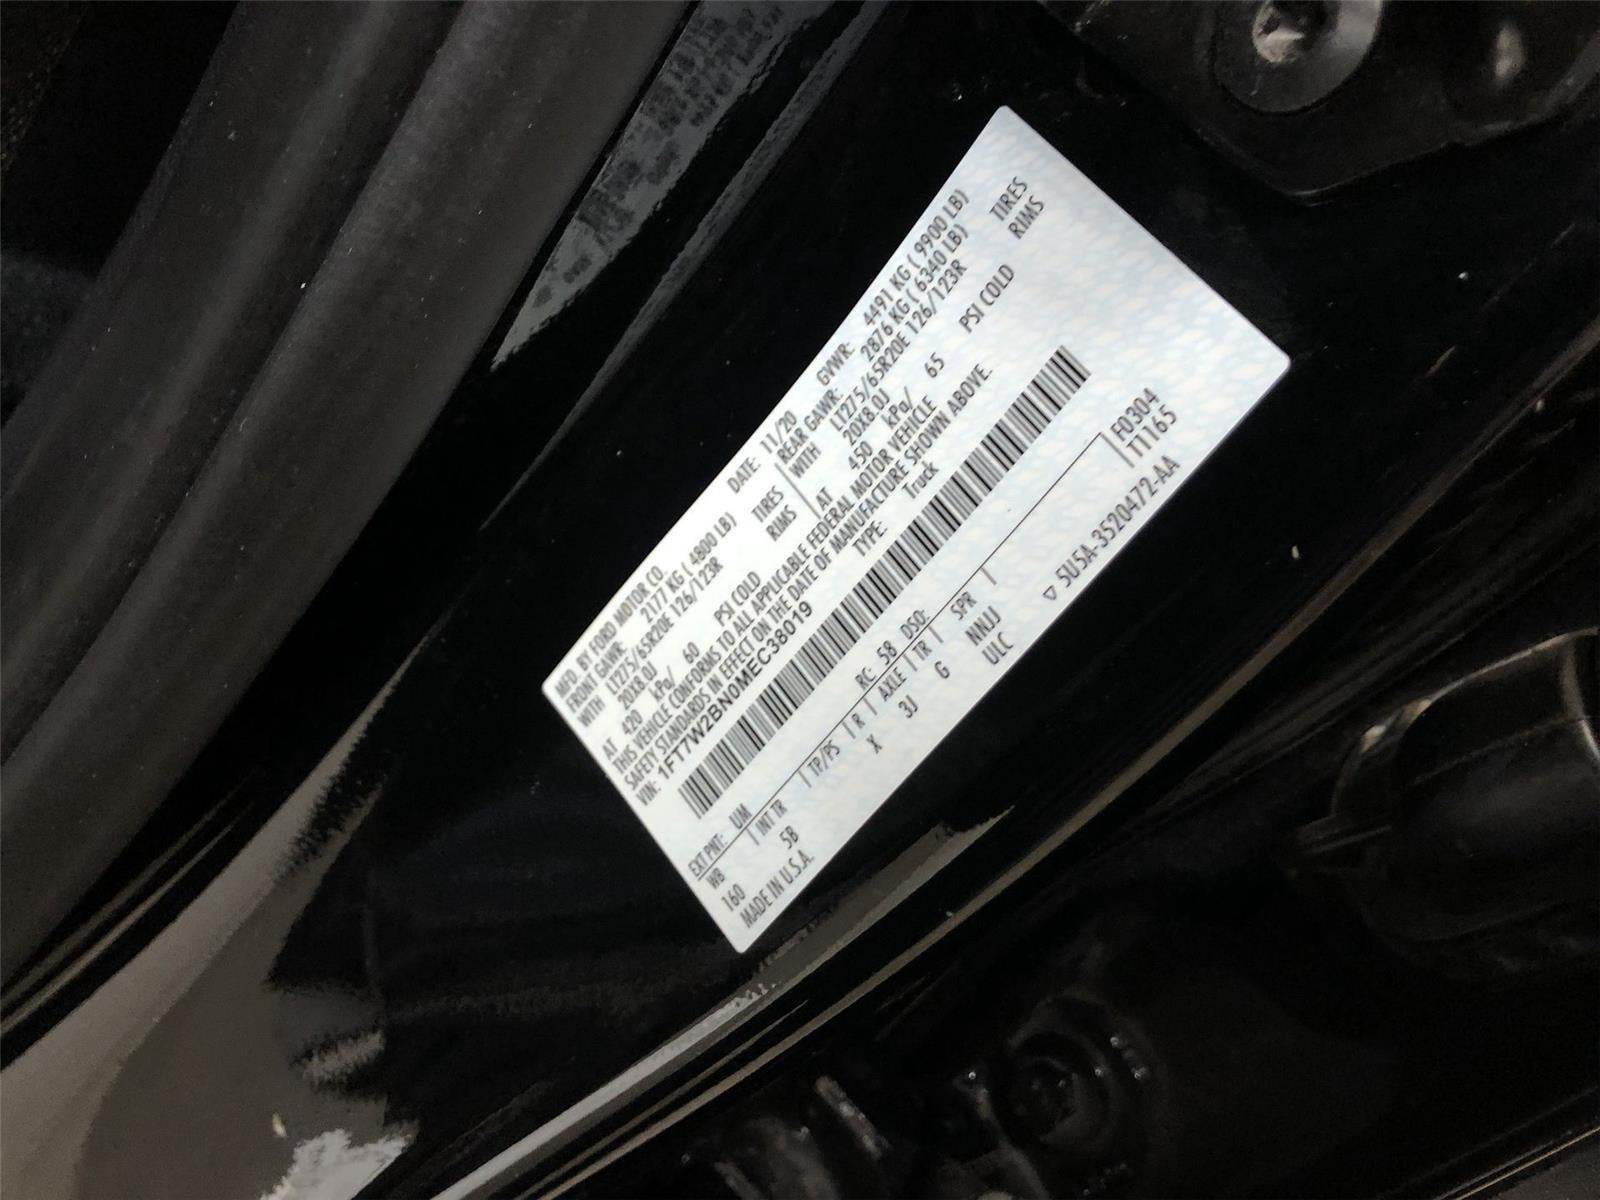 MFD. BY FORD MOTOR CO.
DATE: 11/20 GVWR: 4491 KG ( 9900 LB)
FRONT GAWR: 2177 KG ( 4800 LB) REAR GAWR: 2876 KG ( 6340 LB)
WITH LT275/65R20E 126/123R TIRES WITH LT275/65R20E 126/123R TIRES
20X8.0J RIMS 20X8.0J RIMS
AT 420 kPa/ 60 PSI COLD AT 450 kPa/ 65 PSI COLD
THIS VEHICLE CONFORMS TO ALL APPLICABLE FEDERAL MOTOR VEHICLE
SAFETY STANDARDS IN EFFECT ON THE DATE OF MANUFACTURE SHOWN ABOVE.
VIN: 1FT7W2BN0MEC38019 TYPE: Truck
EXT PNT: UM RC: 58 DSO: F0304
WB INT TR TP/PS R AXLE TR SPR T1165
160 5B X 3J G NNJJ
MADE IN U.S.A. ULC
▽ 5U5A-3520472-AA